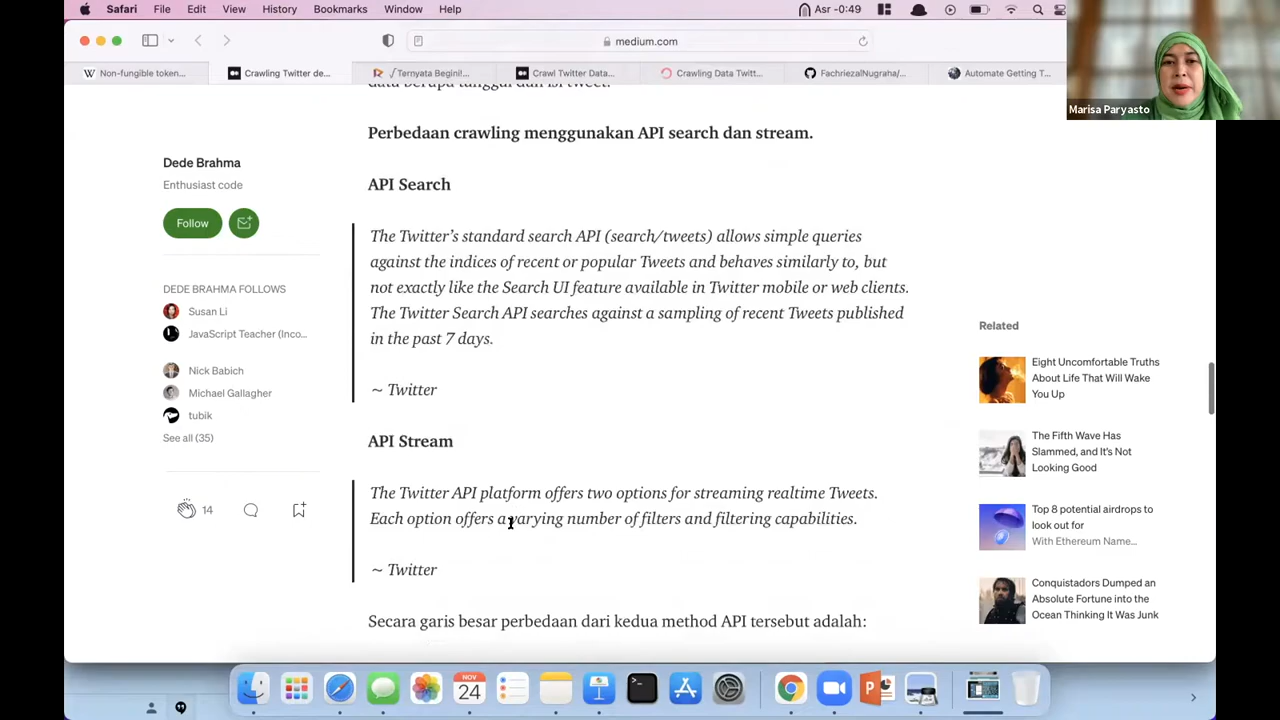 Safari File Edit View History Bookmarks Window Help Asr -0:49
medium.com
Non-fungible token... Crawling Twitter de... √ Ternyata Begini!... Crawl Twitter Data... Crawling Data Twitt... FachriezalNugraha/... Automate Getting T...
Marisa Paryasto
data berupa tanggal dan isi tweet.
Perbedaan crawling menggunakan API search dan stream.
Dede Brahma
Enthusiast code
Follow
DEDE BRAHMA FOLLOWS
Susan Li
JavaScript Teacher (Inco...
Nick Babich
Michael Gallagher
tubik
See all (35)
14
API Search
The Twitter's standard search API (search/tweets) allows simple queries
against the indices of recent or popular Tweets and behaves similarly to, but
not exactly like the Search UI feature available in Twitter mobile or web clients.
The Twitter Search API searches against a sampling of recent Tweets published
in the past 7 days.
~ Twitter
API Stream
The Twitter API platform offers two options for streaming realtime Tweets.
Each option offers a varying number of filters and filtering capabilities.
~ Twitter
Secara garis besar perbedaan dari kedua method API tersebut adalah:
Related
Eight Uncomfortable Truths
About Life That Will Wake
You Up
The Fifth Wave Has
Slammed, and It's Not
Looking Good
Top 8 potential airdrops to
look out for
With Ethereum Name...
Conquistadors Dumped an
Absolute Fortune into the
Ocean Thinking It Was Junk
NOV
24